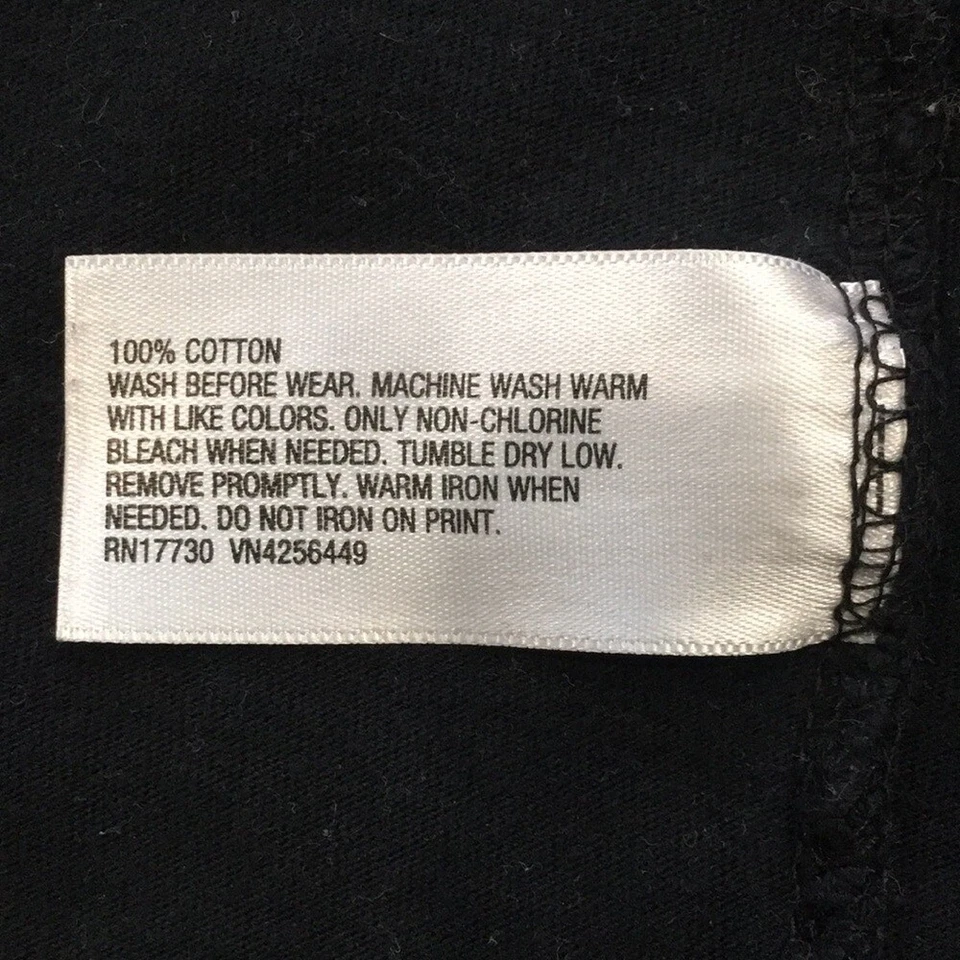 100% COTTON
WASH BEFORE WEAR. MACHINE WASH WARM
WITH LIKE COLORS. ONLY NON-CHLORINE
BLEACH WHEN NEEDED. TUMBLE DRY LOW.
REMOVE PROMPTLY. WARM IRON WHEN
NEEDED. DO NOT IRON ON PRINT.
RN17730 VN4256449